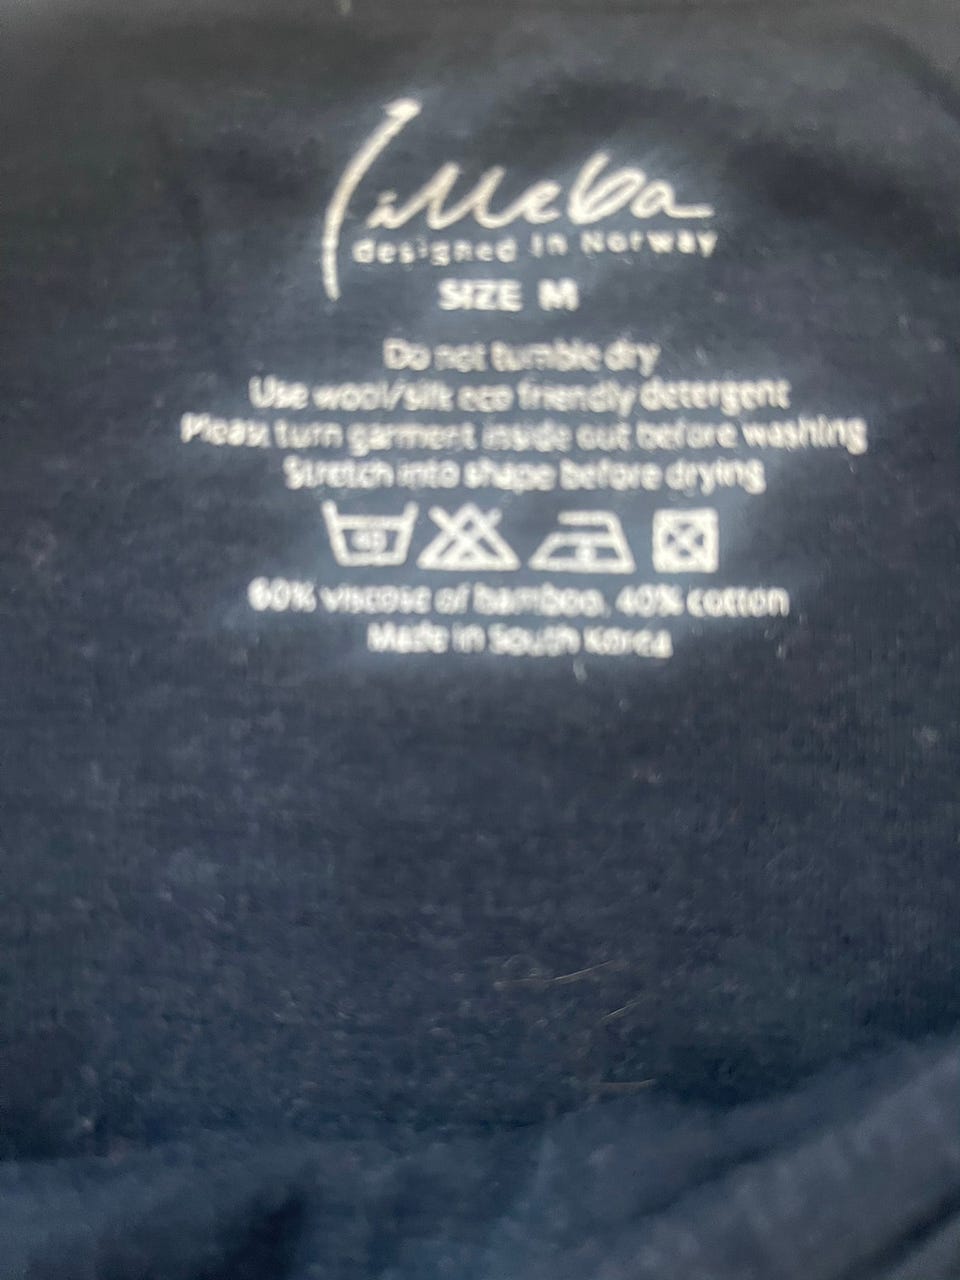 lilleba
designed in Norway
SIZE M
Do not tumble dry
Use wool/silk eco friendly detergent
Please turn garment inside out before washing
Stretch into shape before drying
60% viscose of bamboo, 40% cotton
Made in South Korea